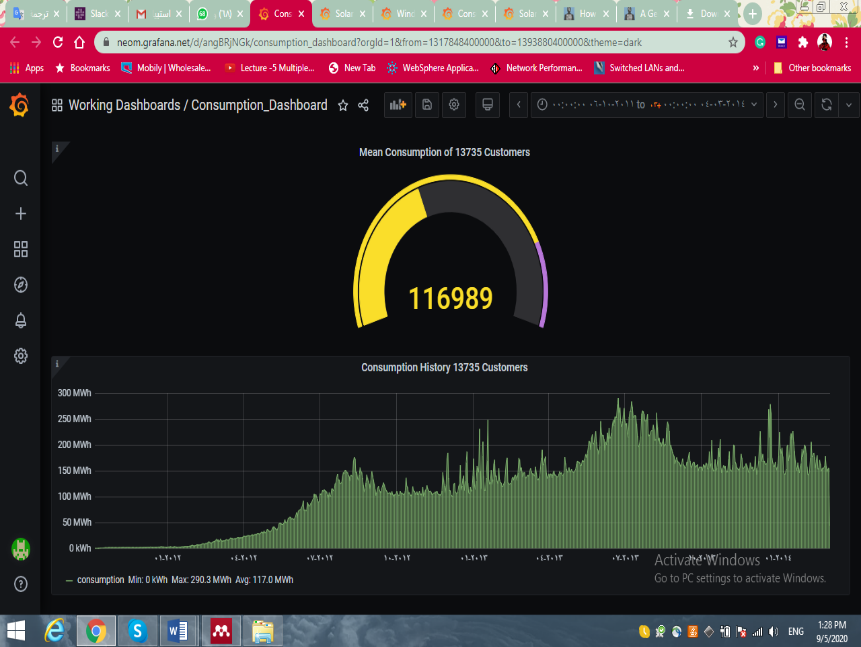 ترجمة
Slack
استبي
(٦٨) .
Cons
Solar
Wind
Cons
Solar
How
A Ge
Dow
neom.grafana.net/d/angBRjNGk/consumption_dashboard?orgId=1&from=1317848400000&to=1393880400000&theme=dark
Apps Bookmarks Mobily | Wholesale... Lecture -5 Multiple... New Tab WebSphere Applica... Network Performan... Switched LANs and... » Other bookmarks
Working Dashboards / Consumption_Dashboard
٠٠:٠٠:٠٠ ٠٦-١٠-٢٠١١ to ٠٠:٠٠:٠٠ ٠٤-٠٣-٢٠١٤
Mean Consumption of 13735 Customers
116989
Consumption History 13735 Customers
300 MWh
250 MWh
200 MWh
150 MWh
100 MWh
50 MWh
0 kWh
٠١-٢٠١٢ ٠٤-٢٠١٢ ٠٧-٢٠١٢ ١٠-٢٠١٢ ٠١-٢٠١٣ ٠٤-٢٠١٣ ٠٧-٢٠١٣ ١٠-٢٠١٣ ٠١-٢٠١٤
consumption Min: 0 kWh Max: 290.3 MWh Avg: 117.0 MWh
Activate Windows
Go to PC settings to activate Windows.
ENG
1:28 PM
9/5/2020